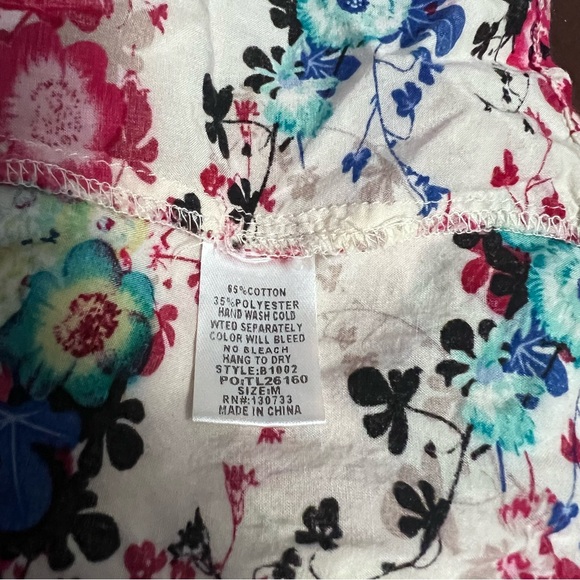 65%COTTON
35%POLYESTER
HAND WASH COLD
WTED SEPARATELY
COLOR WILL BLEED
NO BLEACH
HANG TO DRY
STYLE:B1002
PO:TL26160
SIZE:M
RN#:130733
MADE IN CHINA